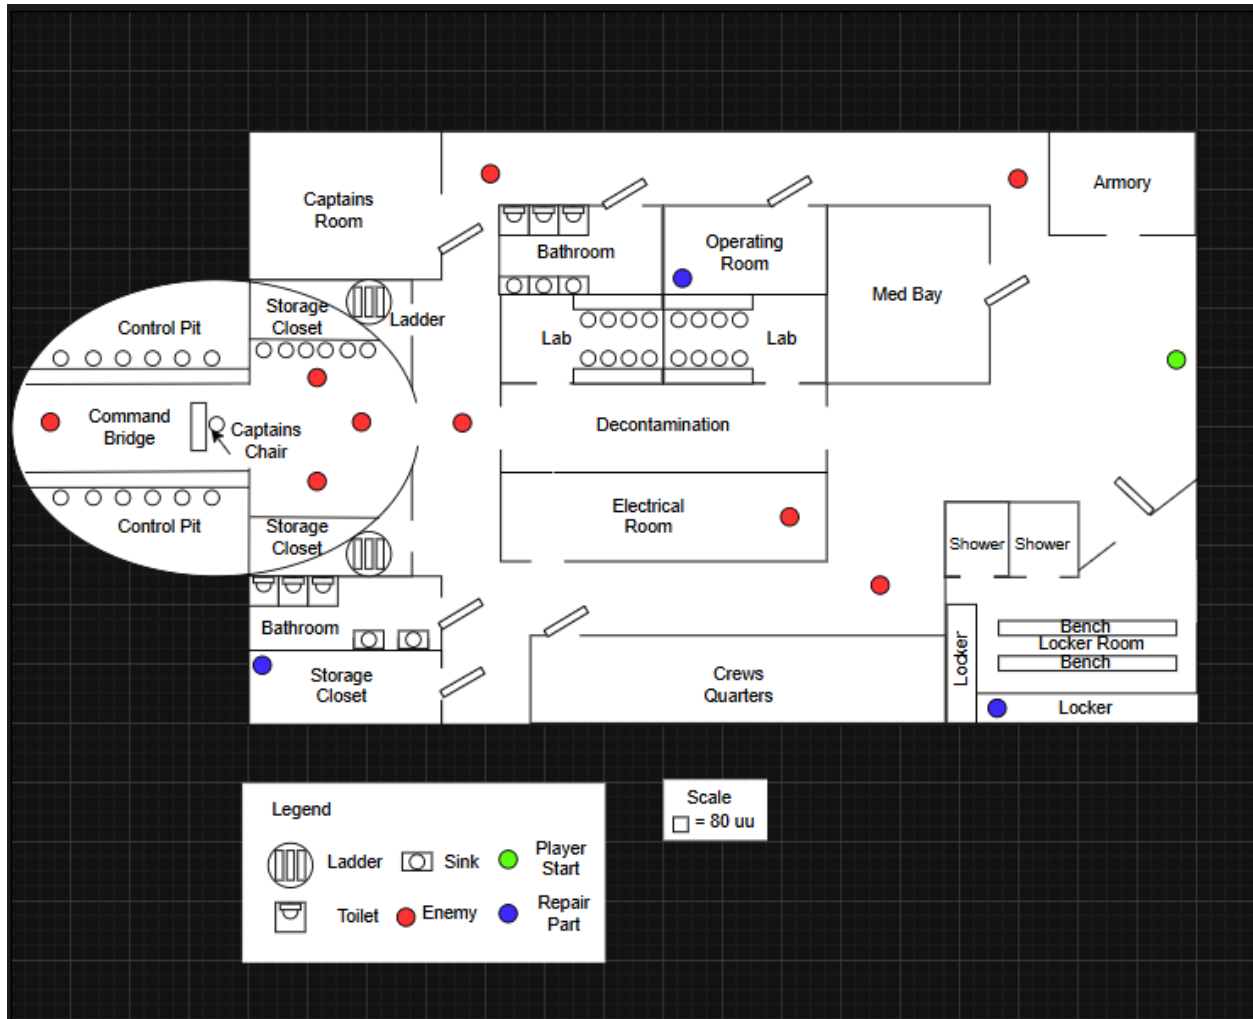 Captains
Room
Armory
Bathroom
Operating
Room
Med Bay
Storage
Closet
Ladder
Control Pit
Lab
Lab
Command
Bridge
Captains
Chair
Decontamination
Control Pit
Storage
Closet
Electrical
Room
Shower
Shower
Bathroom
Storage
Closet
Crews
Quarters
Locker
Bench
Locker Room
Bench
Locker
Legend
Ladder
Sink
Player
Start
Toilet
Enemy
Repair
Part
Scale
= 80 uu